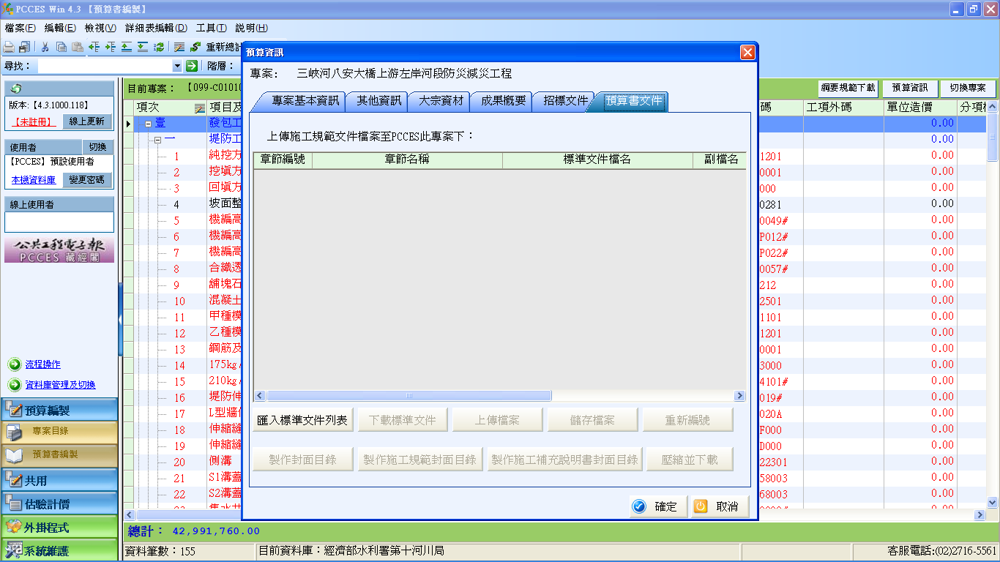 PCCES Win 4.3 【預算書編製】
檔案(F) 編輯(E) 檢視(V) 詳細表編輯(D) 工具(T) 說明(H)
重新總計
尋找： 階層：
版本:【4.3.1000.118】
【未註冊】 線上更新
使用者 切換
【PCCES】預設使用者
本機資料庫 變更密碼
線上使用者
公共工程電子報
PCCES 藏經閣
流程操作
資料庫管理及切換
預算編製
專案目錄
預算書編製
共用
估驗計價
外掛程式
系統維護
目前專案： 【099-C01010
綱要規範下載 預算資訊 切換專案
項次 項目及 碼 工項外碼 單位造價 分項
壹 發包工 0.00
一 堤防工 0.00
1 純挖方 1201 0.00
2 挖填方 0001 0.00
3 回填方 000 0.00
4 坡面整 0281 0.00
5 機編高 0049# 0.00
6 機編高 P012# 0.00
7 機編高 P022# 0.00
8 合織透 0057# 0.00
9 舖塊石 212 0.00
10 混凝土 2501 0.00
11 甲種模 1101 0.00
12 乙種模 1201 0.00
13 鋼筋及 0001 0.00
14 175kg 3000 0.00
15 210kg 4101# 0.00
16 堤防伸 019# 0.00
17 L型牆 020A 0.00
18 伸縮縫 F000 0.00
19 伸縮縫 D000 0.00
20 側溝 22301 0.00
21 S1溝蓋 58003 0.00
22 S2溝蓋 68003 0.00
預算資訊
專案： 三峽河八安大橋上游左岸河段防災減災工程
專案基本資訊 其他資訊 大宗資材 成果概要 招標文件 預算書文件
上傳施工規範文件檔案至PCCES此專案下：
章節編號 章節名稱 標準文件檔名 副檔名
匯入標準文件列表 下載標準文件 上傳檔案 儲存檔案 重新編號
製作封面目錄 製作施工規範封面目錄 製作施工補充說明書封面目錄 壓縮並下載
確定 取消
總計： 42,991,760.00
資料筆數：155 目前資料庫：經濟部水利署第十河川局 客服電話:(02)2716-5561